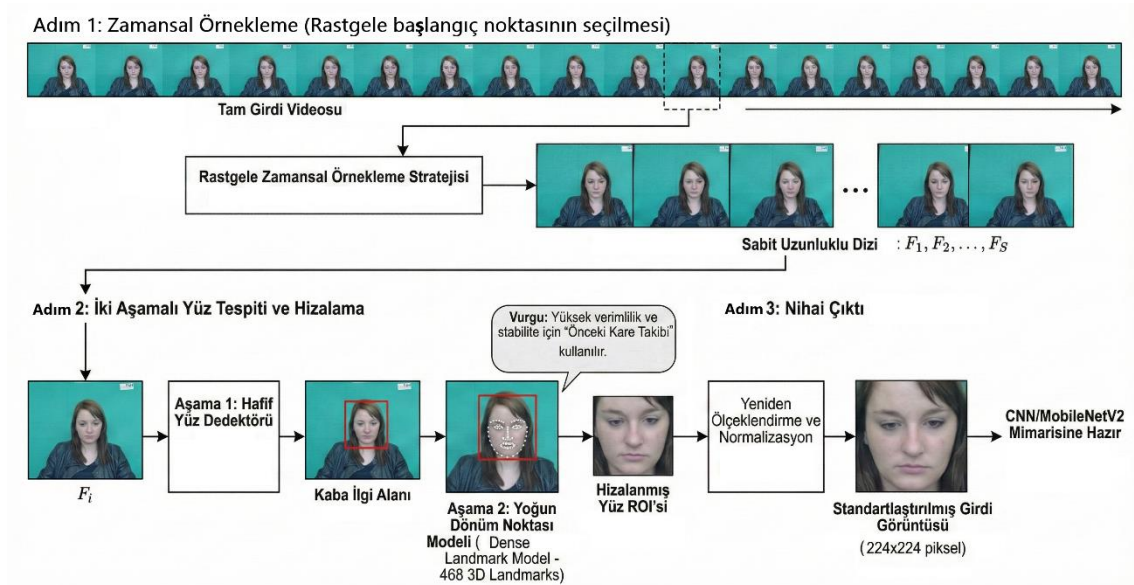 Adım 1: Zamansal Örnekleme (Rastgele başlangıç noktasının seçilmesi)
Tam Girdi Videosu
Rastgele Zamansal Örnekleme Stratejisi
Sabit Uzunluklu Dizi : F₁, F₂, . . . , F_S
Adım 2: İki Aşamalı Yüz Tespiti ve Hizalama
Vurgu: Yüksek verimlilik ve
stabilite için "Önceki Kare Takibi"
kullanılır.
Adım 3: Nihai Çıktı
F_i
Aşama 1: Hafif
Yüz Dedektörü
Kaba İlgi Alanı
Aşama 2: Yoğun
Dönüm Noktası
Modeli ( Dense
Landmark Model -
468 3D Landmarks)
Hizalanmış
Yüz ROI'si
Yeniden
Ölçeklendirme ve
Normalizasyon
Standartlaştırılmış Girdi
Görüntüsü
(224x224 piksel)
CNN/MobileNetV2
Mimarisine Hazır